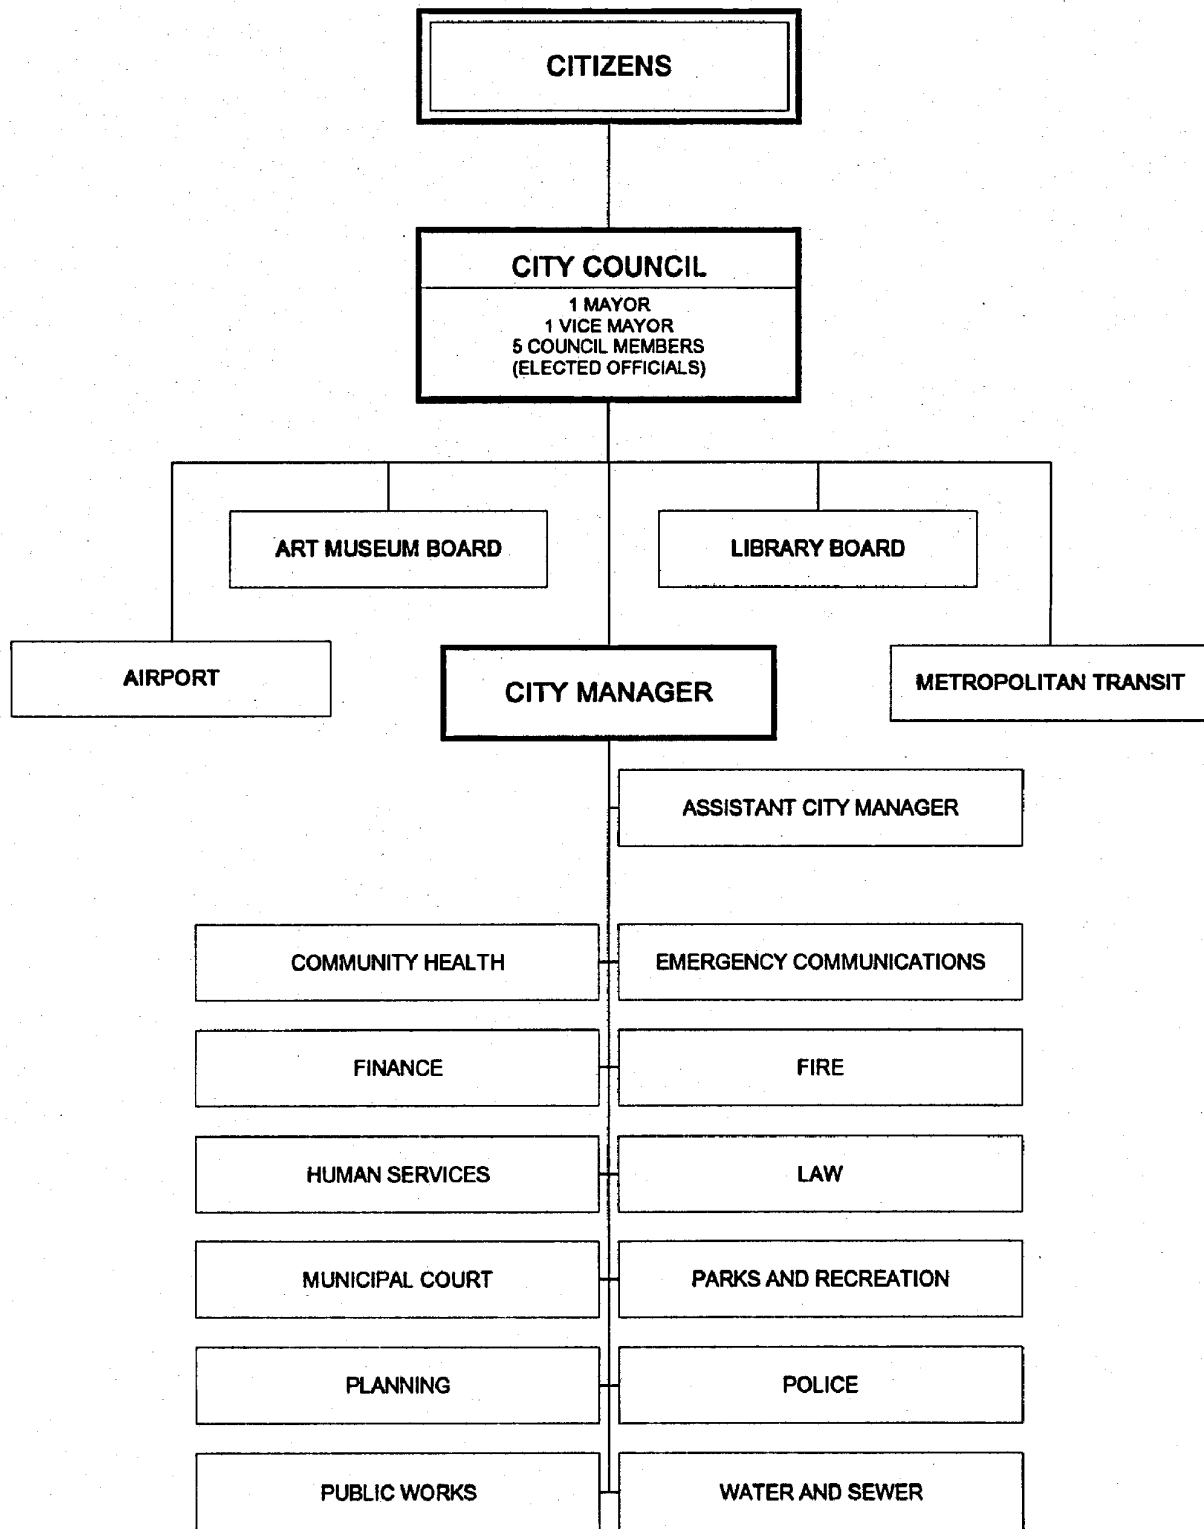 CITIZENS
CITY COUNCIL
1 MAYOR
1 VICE MAYOR
5 COUNCIL MEMBERS
(ELECTED OFFICIALS)
ART MUSEUM BOARD
LIBRARY BOARD
AIRPORT
CITY MANAGER
METROPOLITAN TRANSIT
ASSISTANT CITY MANAGER
COMMUNITY HEALTH
EMERGENCY COMMUNICATIONS
FINANCE
FIRE
HUMAN SERVICES
LAW
MUNICIPAL COURT
PARKS AND RECREATION
PLANNING
POLICE
PUBLIC WORKS
WATER AND SEWER